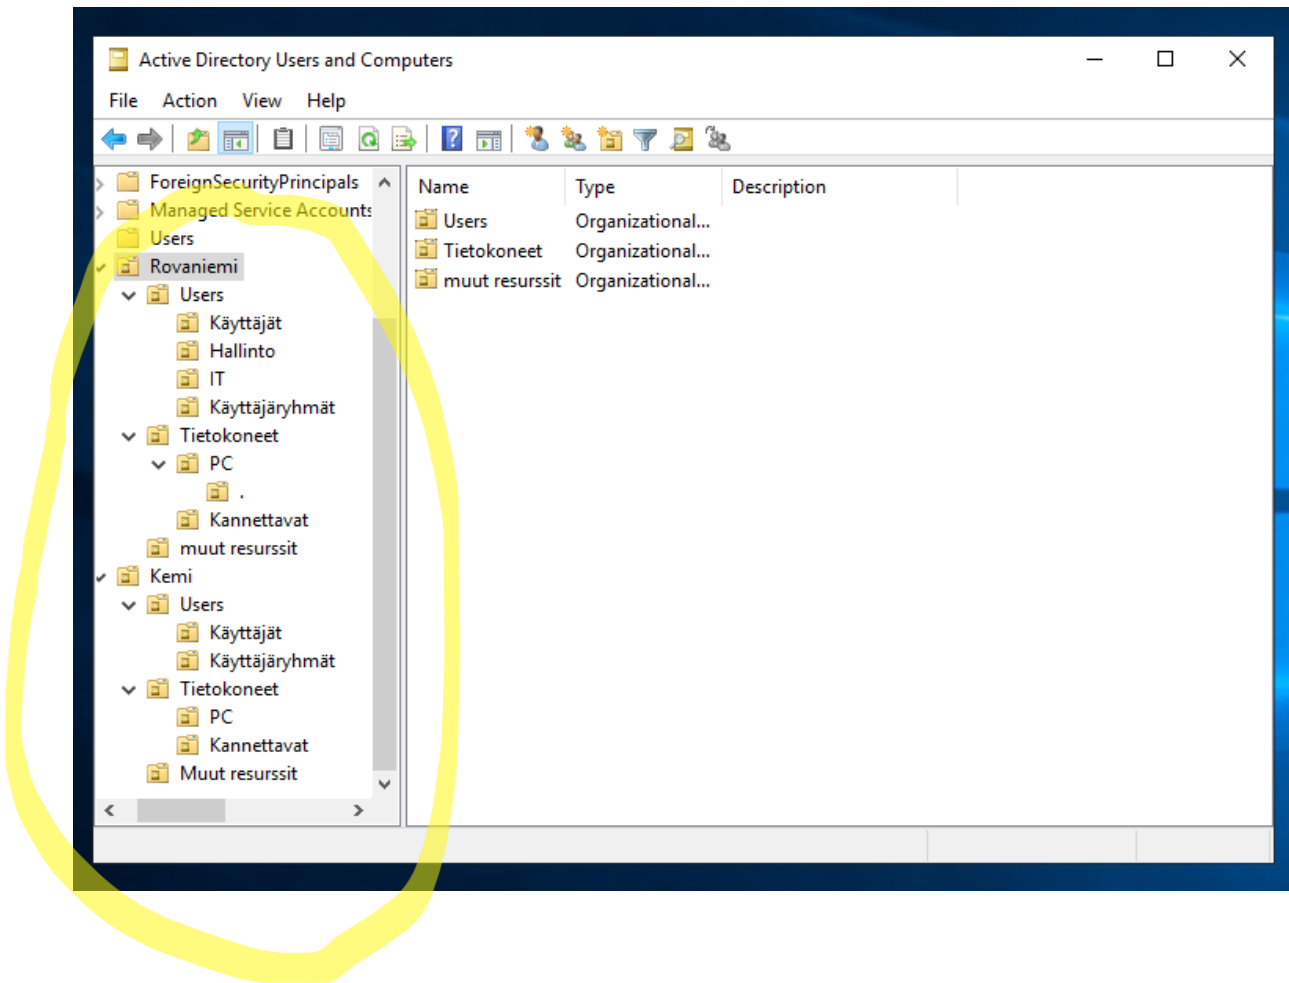 Active Directory Users and Computers
File Action View Help
ForeignSecurityPrincipals
Managed Service Accounts
Users
Rovaniemi
Users
Käyttäjät
Hallinto
IT
Käyttäjäryhmät
Tietokoneet
PC
.
Kannettavat
muut resurssit
Kemi
Users
Käyttäjät
Käyttäjäryhmät
Tietokoneet
PC
Kannettavat
Muut resurssit
Name Type Description
Users Organizational...
Tietokoneet Organizational...
muut resurssit Organizational...